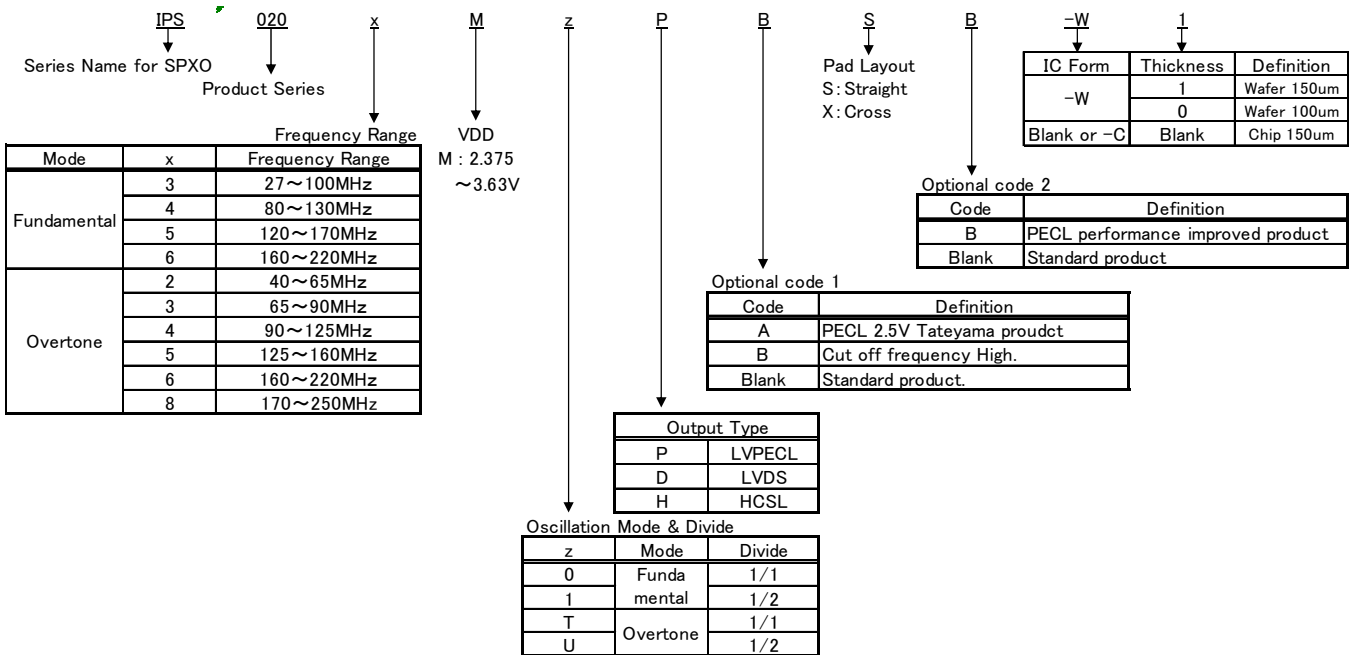 IPS 020 x M z P B S B -W 1
Series Name for SPXO
Product Series
Pad Layout
S:Straight
X:Cross
IC Form Thickness Definition
-W 1 Wafer 150um
0 Wafer 100um
Blank or -C Blank Chip 150um
Frequency Range
VDD
M : 2.375
~3.63V
Mode x Frequency Range
Fundamental 3 27~100MHz
4 80~130MHz
5 120~170MHz
6 160~220MHz
Overtone 2 40~65MHz
3 65~90MHz
4 90~125MHz
5 125~160MHz
6 160~220MHz
8 170~250MHz
Optional code 2
Code Definition
B PECL performance improved product
Blank Standard product
Optional code 1
Code Definition
A PECL 2.5V Tateyama proudct
B Cut off frequency High.
Blank Standard product.
Output Type
P LVPECL
D LVDS
H HCSL
Oscillation Mode & Divide
z Mode Divide
0 Funda 1/1
1 mental 1/2
T Overtone 1/1
U 1/2